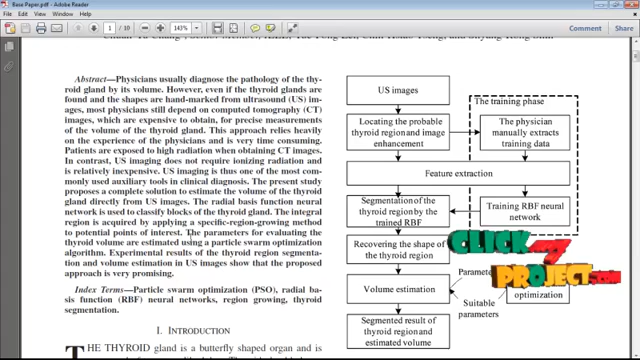 Base Paper.pdf - Adobe Reader
File Edit View Window Help
1 / 10
143%
Comment
Share
Abstract—Physicians usually diagnose the pathology of the thy-
roid gland by its volume. However, even if the thyroid glands are
found and the shapes are hand-marked from ultrasound (US) im-
ages, most physicians still depend on computed tomography (CT)
images, which are expensive to obtain, for precise measurements
of the volume of the thyroid gland. This approach relies heavily
on the experience of the physicians and is very time consuming.
Patients are exposed to high radiation when obtaining CT images.
In contrast, US imaging does not require ionizing radiation and
is relatively inexpensive. US imaging is thus one of the most com-
monly used auxiliary tools in clinical diagnosis. The present study
proposes a complete solution to estimate the volume of the thyroid
gland directly from US images. The radial basis function neural
network is used to classify blocks of the thyroid gland. The integral
region is acquired by applying a specific-region-growing method
to potential points of interest. The parameters for evaluating the
thyroid volume are estimated using a particle swarm optimization
algorithm. Experimental results of the thyroid region segmenta-
tion and volume estimation in US images show that the proposed
approach is very promising.
Index Terms—Particle swarm optimization (PSO), radial ba-
sis function (RBF) neural networks, region growing, thyroid
segmentation.
I. INTRODUCTION
THE THYROID gland is a butterfly shaped organ and is
US images
The training phase
Locating the probable
thyroid region and image
enhancement
The physician
manually extracts
training data
Feature extraction
Segmentation of
the thyroid region by the
trained RBF
Training RBF neural
network
Recovering the shape of
the thyroid region
Volume estimation
Suitable
parameters
optimization
Segmented result of
thyroid region and
estimated volume
CLICK MY
PROJECT.COM